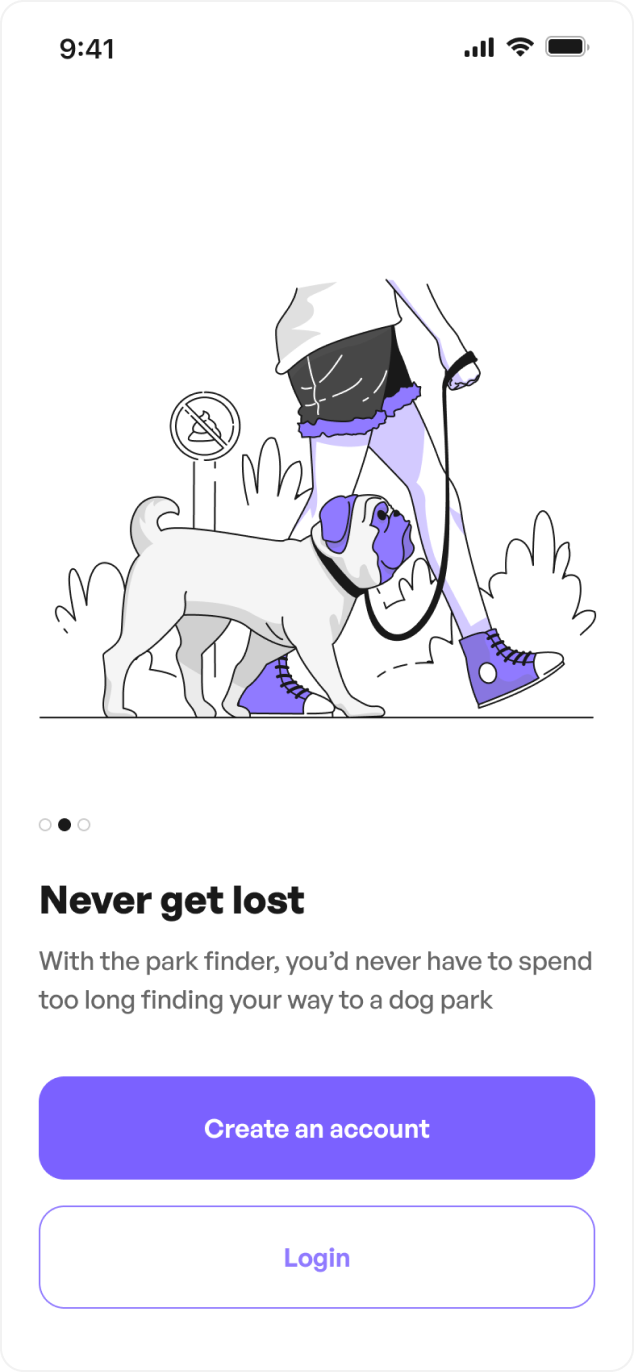 9:41
Never get lost
With the park finder, you’d never have to spend
too long finding your way to a dog park
Create an account
Login